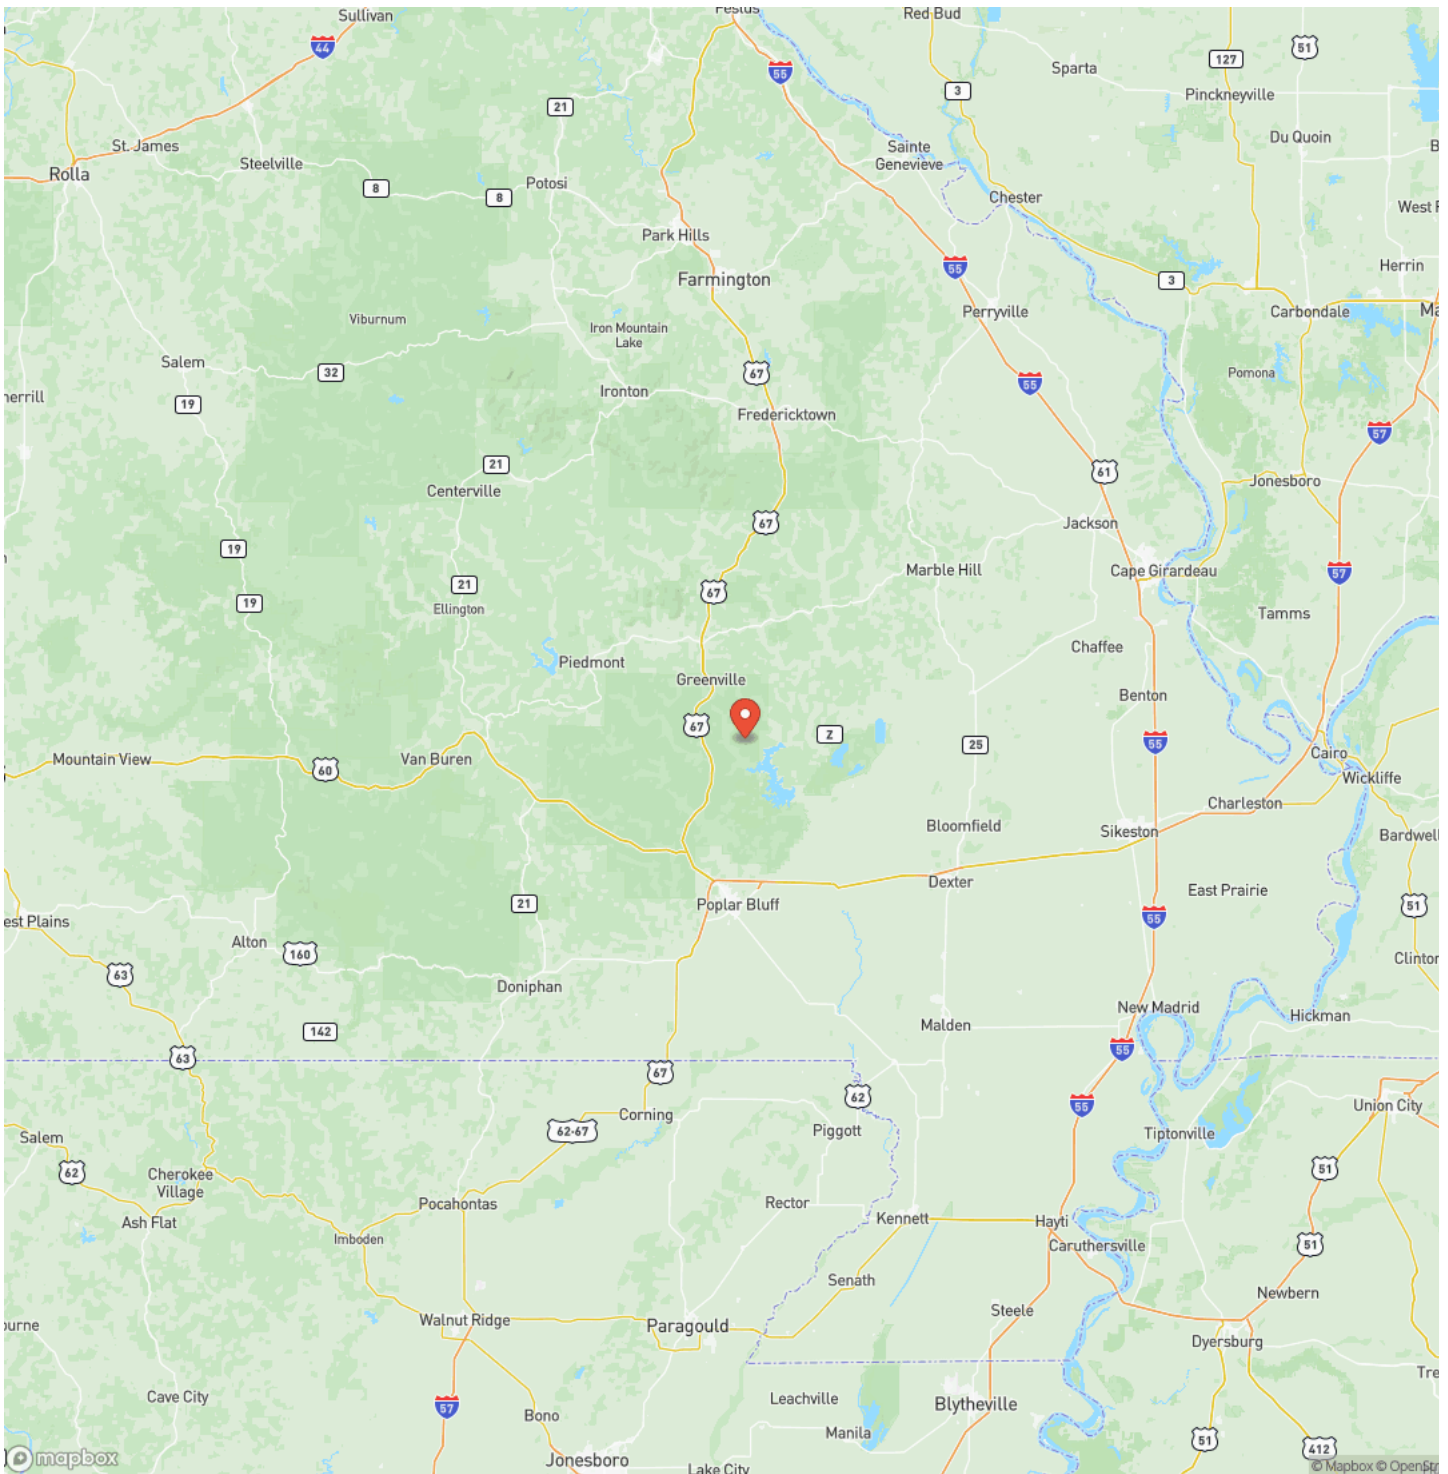 Sullivan
Festus
Red Bud
44
51
55
127
Sparta
3
Pinckneyville
21
Du Quoin
St. James
Sainte
Genevieve
Steelville
Rolla
Potosi
8
8
Chester
West F
Park Hills
55
Herrin
Farmington
3
Perryville
Carbondale
Ma
Viburnum
Iron Mountain
Lake
Salem
32
67
Pomona
55
herrill
19
Ironton
Fredericktown
57
21
61
Centerville
Jonesboro
67
Jackson
19
Marble Hill
Cape Girardeau
57
21
67
19
Ellington
Tamms
Chaffee
Piedmont
Greenville
Benton
67
Z
25
55
Mountain View
60
Van Buren
Cairo
Wickliffe
Charleston
Bloomfield
Sikeston
Bardwell
Dexter
East Prairie
21
Poplar Bluff
51
est Plains
55
Alton
160
Clinton
63
Doniphan
New Madrid
Hickman
142
Malden
55
63
67
62
55
Union City
Corning
62-67
Piggott
Tiptonville
Salem
62
Cherokee
Village
51
Pocahontas
Rector
Ash Flat
Kennett
Hayti
Imboden
Caruthersville
51
Senath
Newbern
Steele
ourne
Walnut Ridge
Paragould
Dyersburg
Tre
Cave City
Leachville
57
Bono
Blytheville
Manila
51
412
mapbox
Jonesboro
Lake City
© Mapbox © OpenStr